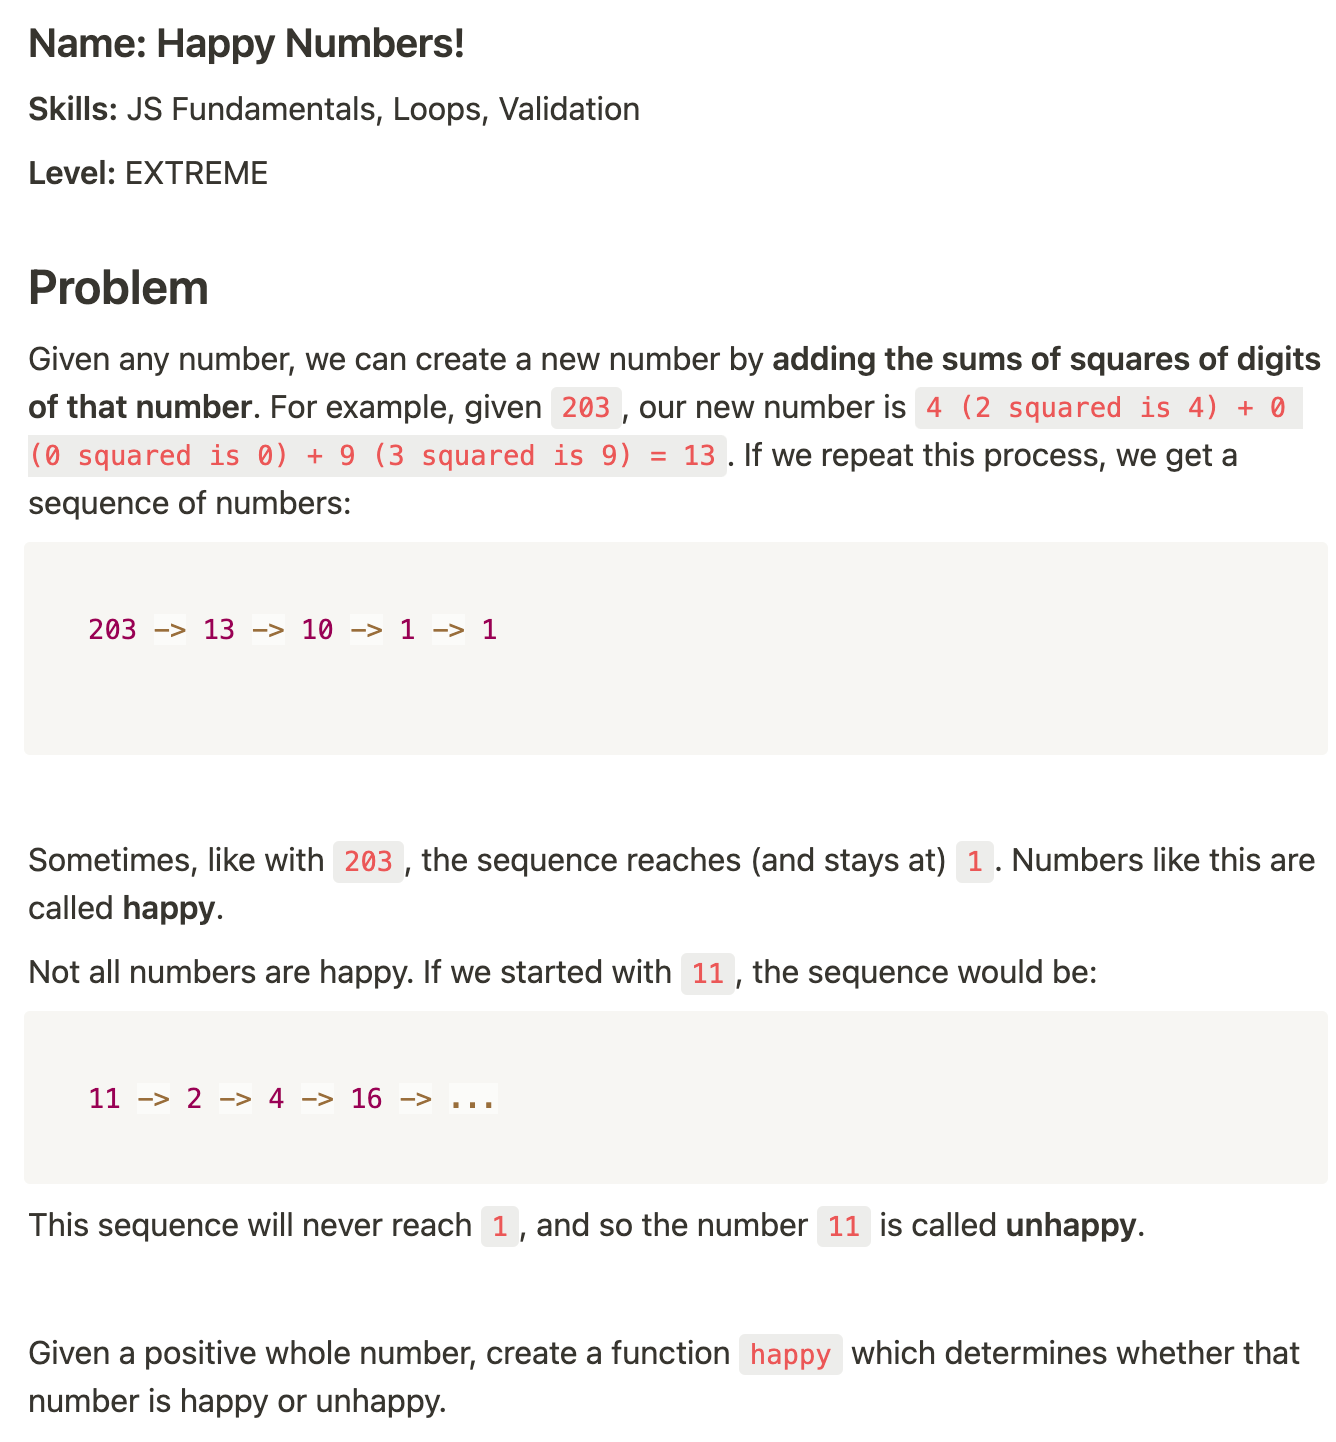 Name: Happy Numbers!
Skills: JS Fundamentals, Loops, Validation
Level: EXTREME
Problem
Given any number, we can create a new number by adding the sums of squares of digits
of that number. For example, given 203, our new number is 4 (2 squared is 4) + 0
(0 squared is 0) + 9 (3 squared is 9) = 13. If we repeat this process, we get a
sequence of numbers:
203 —> 13 —> 10 —> 1 —> 1
Sometimes, like with 203, the sequence reaches (and stays at) 1. Numbers like this are
called happy.
Not all numbers are happy. If we started with 11, the sequence would be:
11 —> 2 —> 4 —> 16 —> ...
This sequence will never reach 1, and so the number 11 is called unhappy.
Given a positive whole number, create a function happy which determines whether that
number is happy or unhappy.